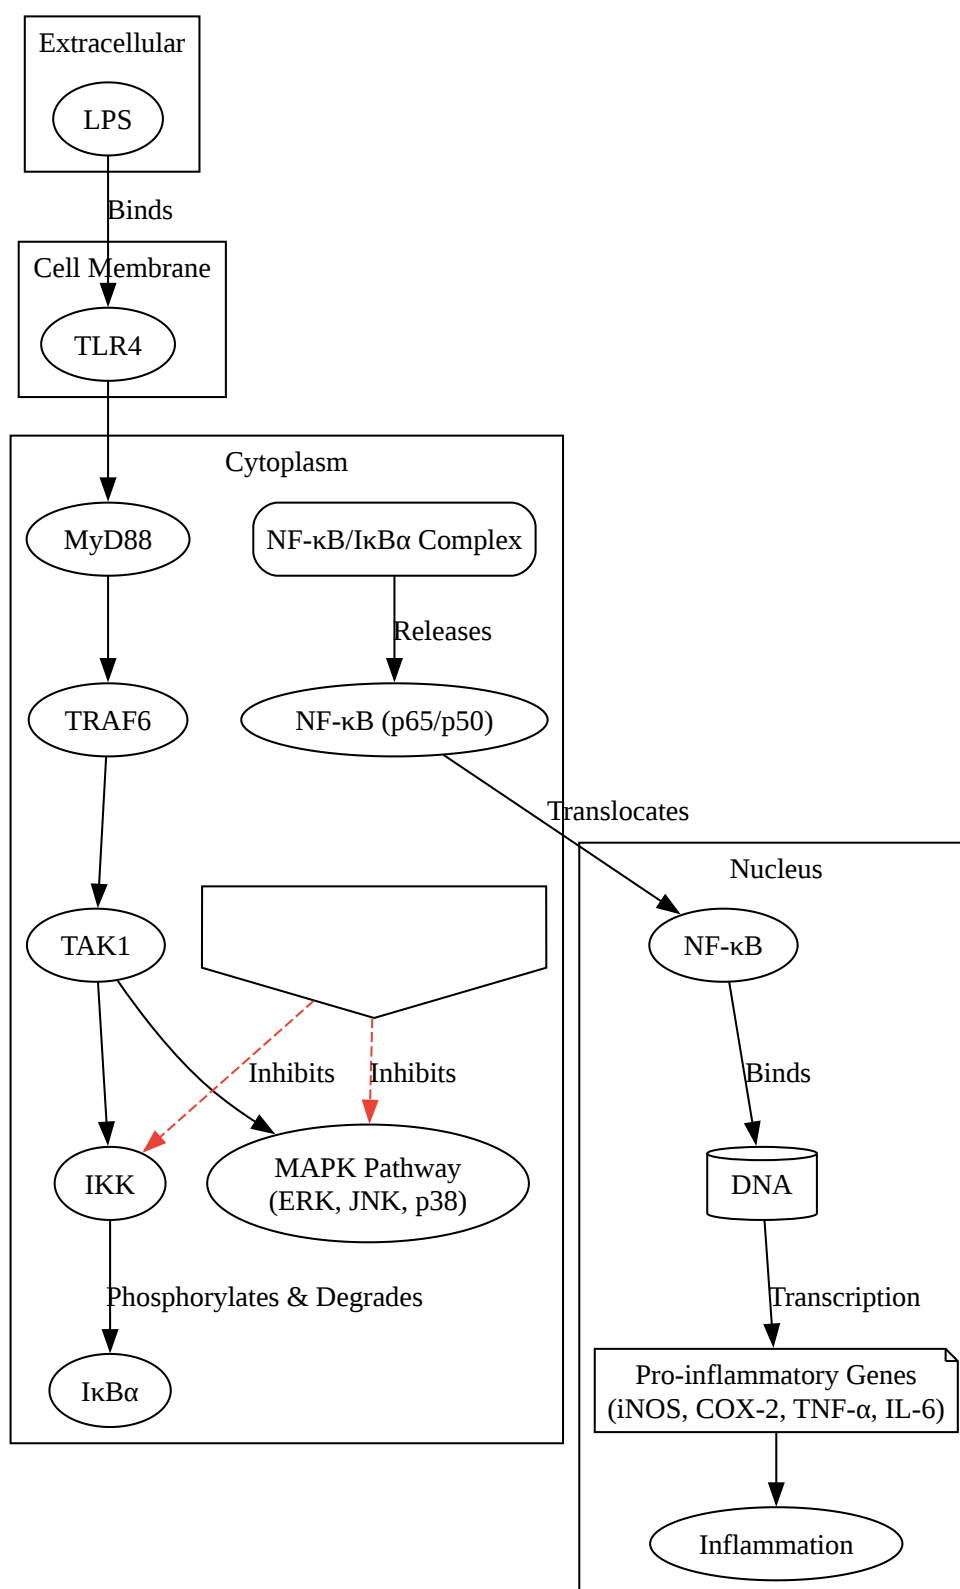 Extracellular
LPS
Binds
Cell Membrane
TLR4
Cytoplasm
MyD88
NF-κB/IκBα Complex
Releases
TRAF6
NF-κB (p65/p50)
Translocates
Nucleus
TAK1
NF-κB
Inhibits
Inhibits
Binds
IKK
MAPK Pathway
(ERK, JNK, p38)
DNA
Phosphorylates & Degrades
Transcription
IκBα
Pro-inflammatory Genes
(iNOS, COX-2, TNF-α, IL-6)
Inflammation